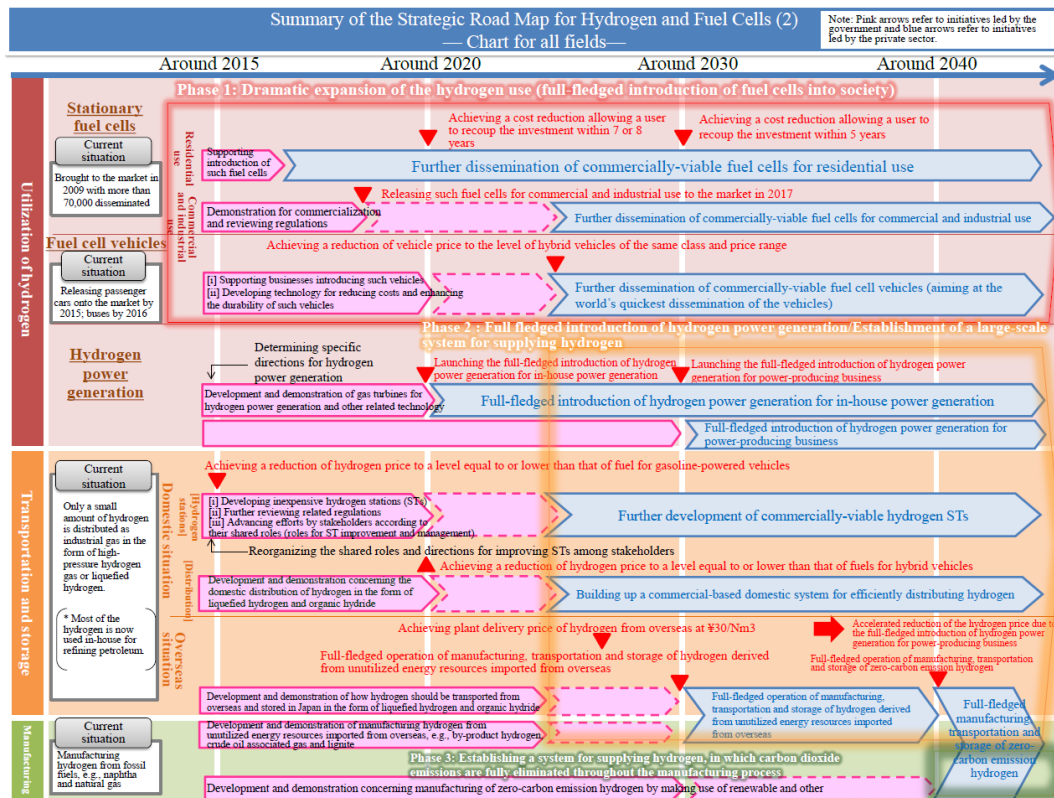 Summary of the Strategic Road Map for Hydrogen and Fuel Cells (2)
— Chart for all fields—
Note: Pink arrows refer to initiatives led by the
government and blue arrows refer to initiatives
led by the private sector.
Around 2015
Around 2020
Around 2030
Around 2040
Phase 1: Dramatic expansion of the hydrogen use (full-fledged introduction of fuel cells into society)
Utilization of hydrogen
Stationary
fuel cells
Current
situation
Brought to the market in
2009 with more than
70,000 disseminated
Residential
use
Achieving a cost reduction allowing a user
to recoup the investment within 7 or 8
years
Achieving a cost reduction allowing a user to
recoup the investment within 5 years
Supporting
introduction of
such fuel cells
Further dissemination of commercially-viable fuel cells for residential use
Commercial
and industrial
use
Releasing such fuel cells for commercial and industrial use to the market in 2017
Demonstration for commercialization
and reviewing regulations
Further dissemination of commercially-viable fuel cells for commercial and industrial use
Fuel cell vehicles
Current
situation
Releasing passenger
cars onto the market by
2015; buses by 2016
Achieving a reduction of vehicle price to the level of hybrid vehicles of the same class and price range
[i] Supporting businesses introducing such vehicles
[ii] Developing technology for reducing costs and enhancing
the durability of such vehicles
Further dissemination of commercially-viable fuel cell vehicles (aiming at the
world's quickest dissemination of the vehicles)
Phase 2 : Full fledged introduction of hydrogen power generation/Establishment of a large-scale
system for supplying hydrogen
Hydrogen
power
generation
Determining specific
directions for hydrogen
power generation
Launching the full-fledged introduction of hydrogen
power generation for in-house power generation
Launching the full-fledged introduction of hydrogen power
generation for power-producing business
Development and demonstration of gas turbines for
hydrogen power generation and other related technology
Full-fledged introduction of hydrogen power generation for in-house power generation
Full-fledged introduction of hydrogen power generation for
power-producing business
Transportation and storage
Current
situation
Only a small
amount of hydrogen
is distributed as
industrial gas in the
form of high-
pressure hydrogen
gas or liquefied
hydrogen.
* Most of the
hydrogen is now
used in-house for
refining petroleum.
Domestic situation
[Hydrogen
stations]
Achieving a reduction of hydrogen price to a level equal to or lower than that of fuel for gasoline-powered vehicles
[i] Developing inexpensive hydrogen stations (STs)
[ii] Further reviewing related regulations
[iii] Advancing efforts by stakeholders according to
their shared roles (roles for ST improvement and management)
Further development of commercially-viable hydrogen STs
Reorganizing the shared roles and directions for improving STs among stakeholders
[Distribution]
Achieving a reduction of hydrogen price to a level equal to or lower than that of fuels for hybrid vehicles
Development and demonstration concerning the
domestic distribution of hydrogen in the form of
liquefied hydrogen and organic hydride
Building up a commercial-based domestic system for efficiently distributing hydrogen
Overseas
situation
Achieving plant delivery price of hydrogen from overseas at ¥30/Nm3
Accelerated reduction of the hydrogen price due to
the full-fledged introduction of hydrogen power
generation for power-producing business
Full-fledged operation of manufacturing, transportation and storage of hydrogen derived
from unutilized energy resources imported from overseas
Full-fledged operation of manufacturing, transportation
and storage of zero-carbon emission hydrogen
Development and demonstration of how hydrogen should be transported from
overseas and stored in Japan in the form of liquefied hydrogen and organic hydride
Full-fledged operation of manufacturing,
transportation and storage of hydrogen derived
from unutilized energy resources imported
from overseas
Full-fledged
manufacturing,
transportation
and storage of zero-
carbon emission
hydrogen
Manufacturing
Current
situation
Manufacturing
hydrogen from fossil
fuels, e.g., naphtha
and natural gas
Development and demonstration of manufacturing hydrogen from
unutilized energy resources imported from overseas, e.g., by-product hydrogen,
crude oil associated gas and lignite
Phase 3: Establishing a system for supplying hydrogen, in which carbon dioxide
emissions are fully eliminated throughout the manufacturing process
Development and demonstration concerning manufacturing of zero-carbon emission hydrogen by making use of renewable and other